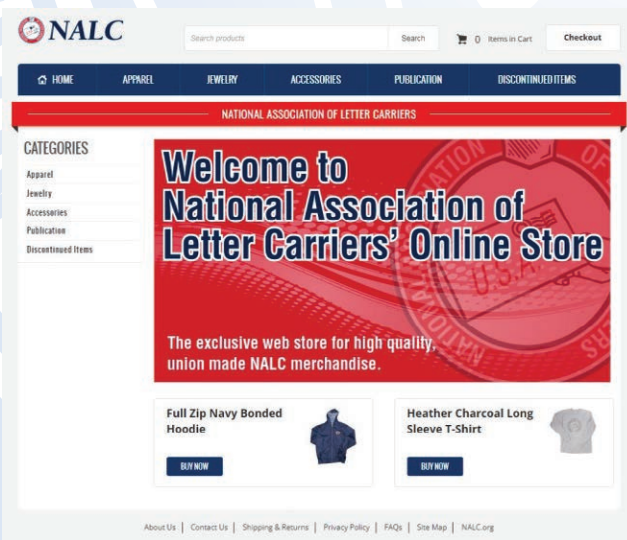 NALC
Search products
Search
0 Items in Cart
Checkout
HOME
APPAREL
JEWELRY
ACCESSORIES
PUBLICATION
DISCONTINUED ITEMS
NATIONAL ASSOCIATION OF LETTER CARRIERS
CATEGORIES
Apparel
Jewelry
Accessories
Publication
Discontinued Items
Welcome to
National Association of
Letter Carriers' Online Store
U.S.A.
The exclusive web store for high quality,
union made NALC merchandise.
Full Zip Navy Bonded
Hoodie
BUY NOW
Heather Charcoal Long
Sleeve T-Shirt
BUY NOW
About Us | Contact Us | Shipping & Returns | Privacy Policy | FAQs | Site Map | NALC.org